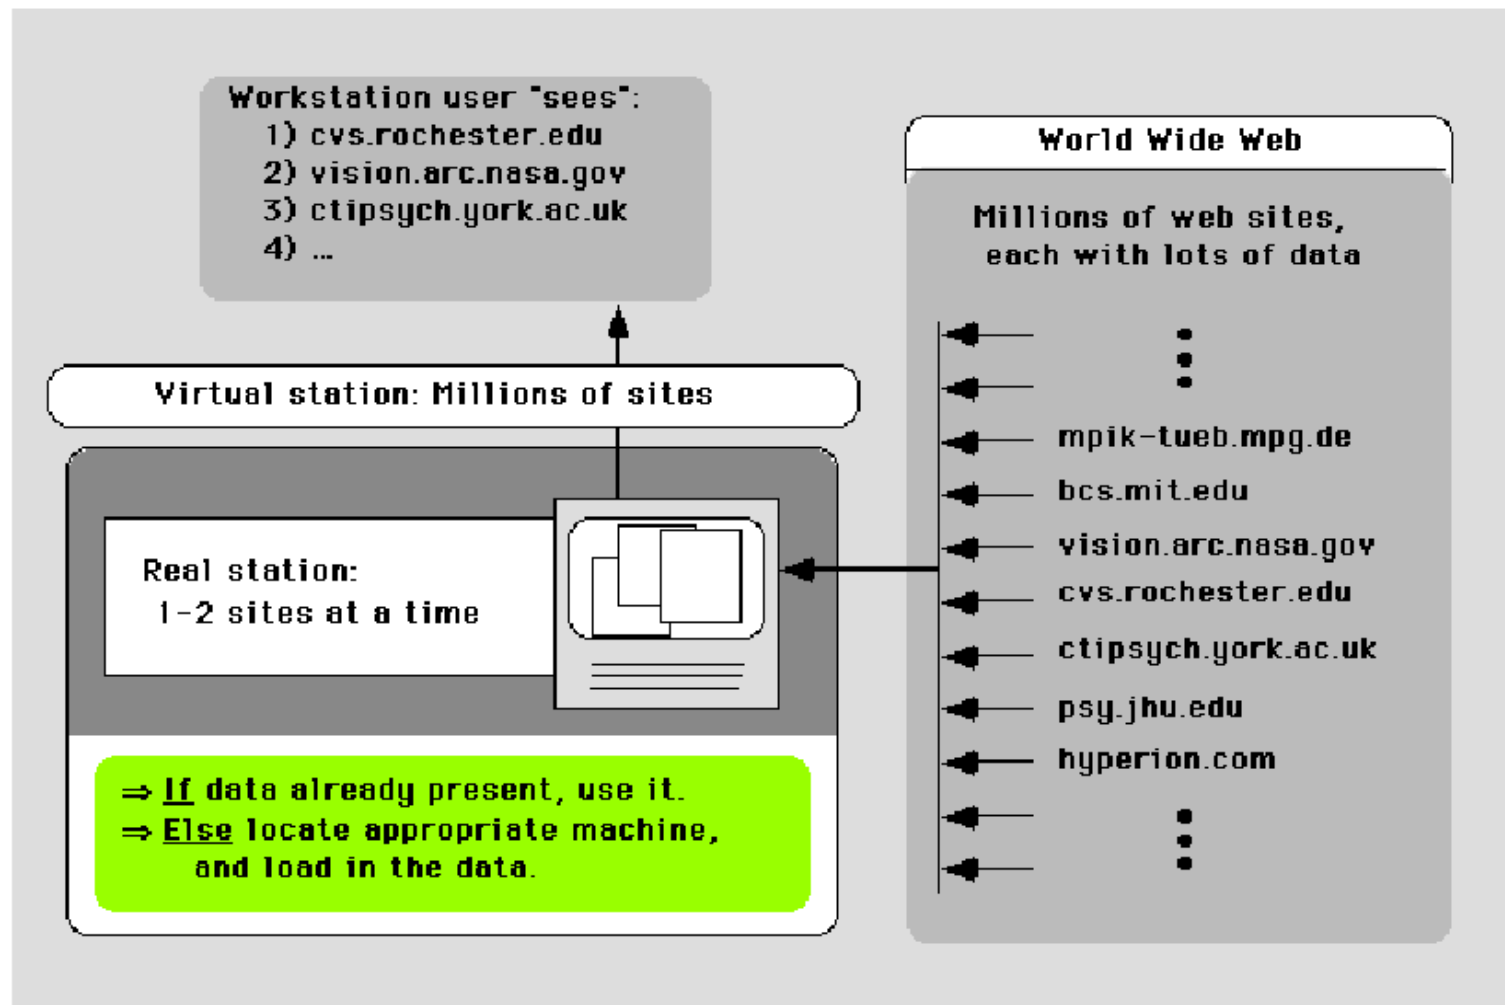 Workstation user "sees":
1) cvs.rochester.edu
2) vision.arc.nasa.gov
3) ctipsych.york.ac.uk
4) ...
Virtual station: Millions of sites
Real station:
1-2 sites at a time
⇒ If data already present, use it.
⇒ Else locate appropriate machine,
and load in the data.
World Wide Web
Millions of web sites,
each with lots of data
mpik-tueb.mpg.de
bcs.mit.edu
vision.arc.nasa.gov
cvs.rochester.edu
ctipsych.york.ac.uk
psy.jhu.edu
hyperion.com